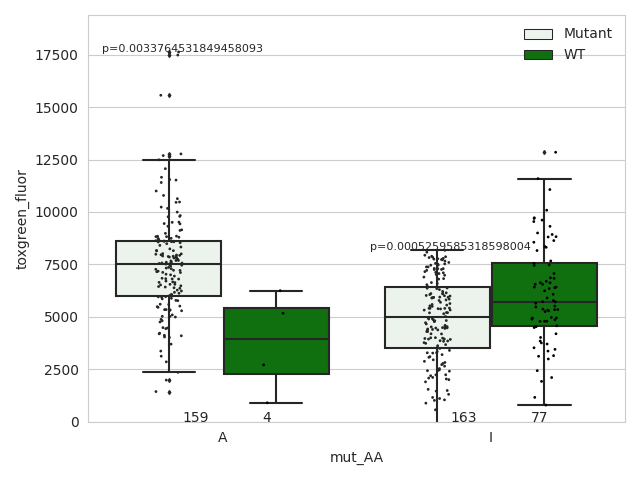 Mutant
WT
p=0.0033764531849458093
p=0.0005259585318598004
17500
15000
12500
10000
7500
5000
2500
0
toxgreen_fluor
159
4
163
77
A
I
mut_AA